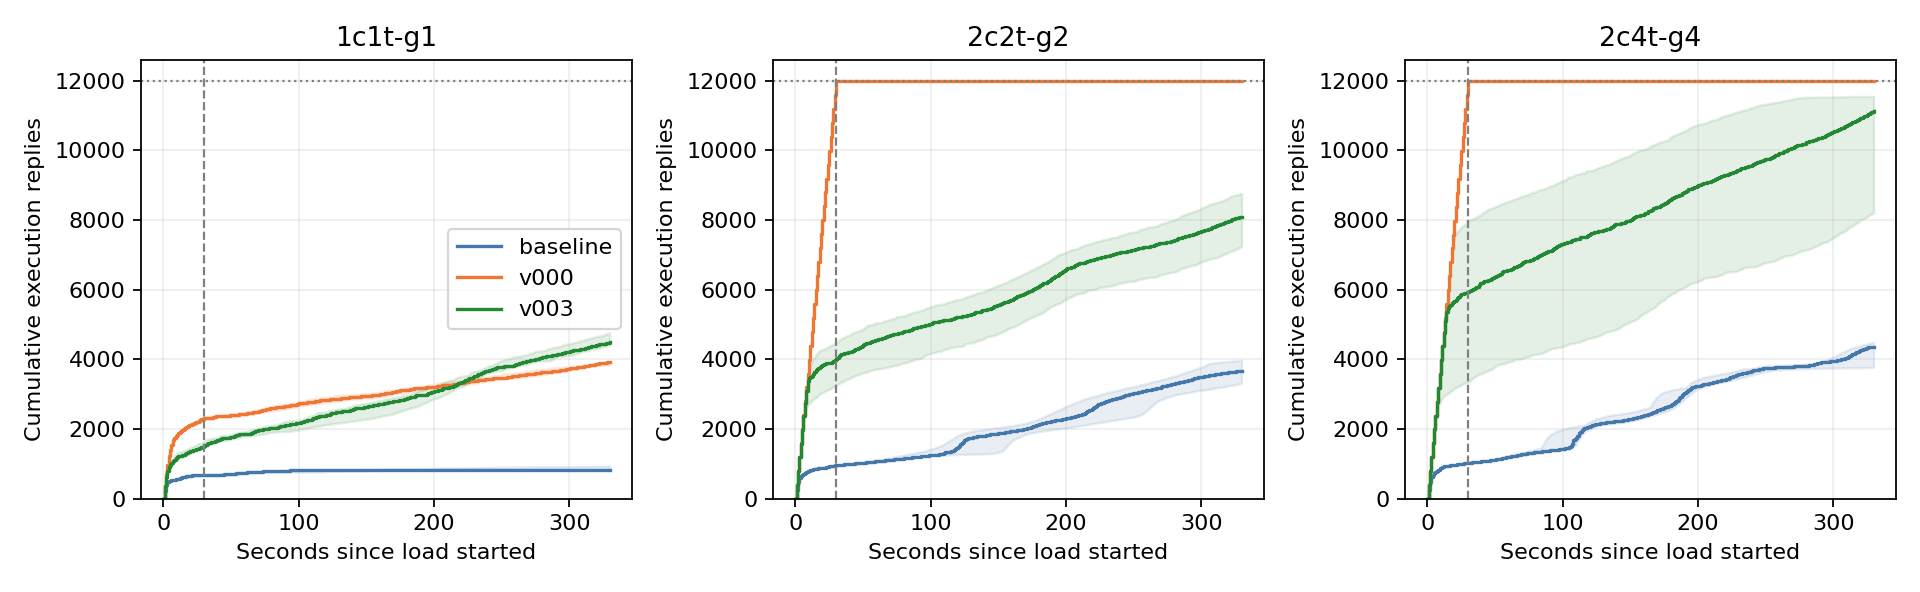 1c1t-g1
12000
10000
8000
6000
4000
2000
0
Cumulative execution replies
baseline
v000
v003
0 100 200 300
Seconds since load started
2c2t-g2
12000
10000
8000
6000
4000
2000
0
Cumulative execution replies
0 100 200 300
Seconds since load started
2c4t-g4
12000
10000
8000
6000
4000
2000
0
Cumulative execution replies
0 100 200 300
Seconds since load started